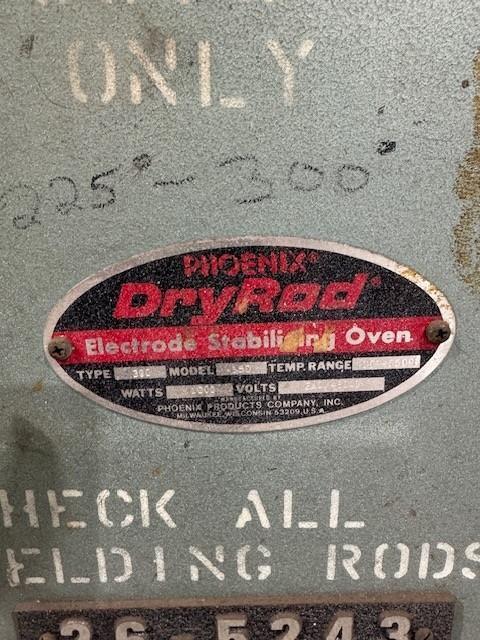 ONLY
225° - 300°
PHOENIX®
DryRod®
Electrode Stabilizing Oven
TYPE 300 MODEL TEMP. RANGE
WATTS VOLTS
MANUFACTURED BY
PHOENIX PRODUCTS COMPANY, INC.
MILWAUKEE, WISCONSIN 53209, U.S.A.
HECK ALL
ELDING RODS
26-5243